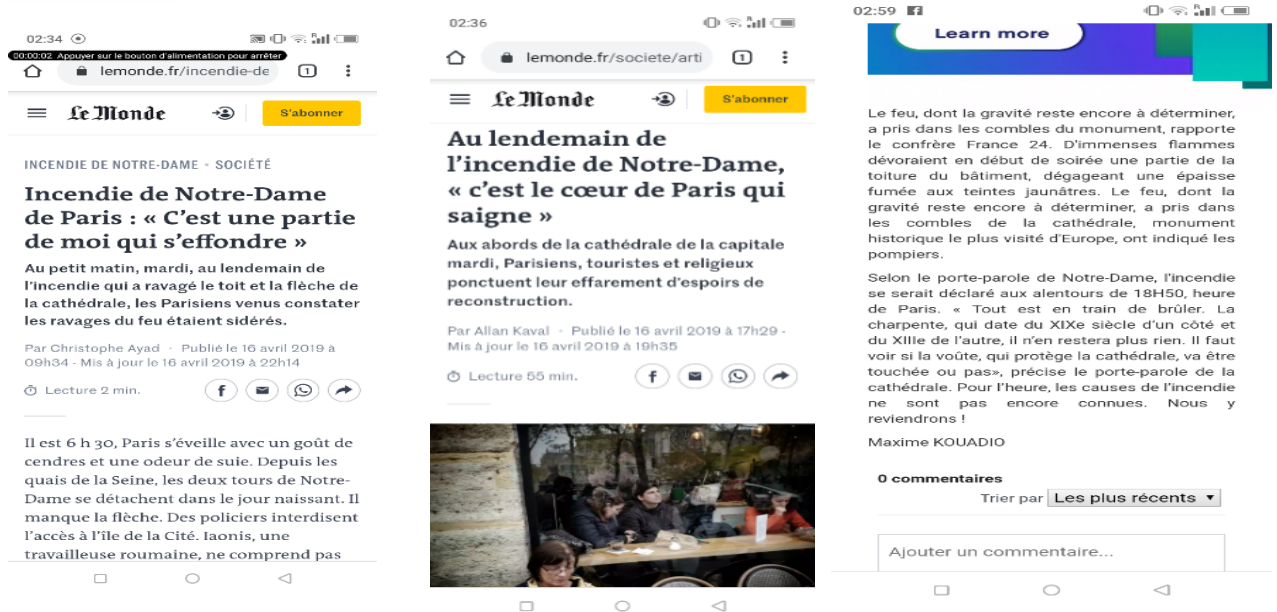 02:34
00:00:02 Appuyer sur le bouton d'alimentation pour arrêter
lemonde.fr/incendie-de
1
Le Monde
S'abonner
INCENDIE DE NOTRE-DAME • SOCIÉTÉ
Incendie de Notre-Dame
de Paris : « C'est une partie
de moi qui s'effondre »
Au petit matin, mardi, au lendemain de
l'incendie qui a ravagé le toit et la flèche de
la cathédrale, les Parisiens venus constater
les ravages du feu étaient sidérés.
Par Christophe Ayad • Publié le 16 avril 2019 à
09h34 - Mis à jour le 16 avril 2019 à 22h14
Lecture 2 min.
Il est 6 h 30, Paris s'éveille avec un goût de
cendres et une odeur de suie. Depuis les
quais de la Seine, les deux tours de Notre-
Dame se détachent dans le jour naissant. Il
manque la flèche. Des policiers interdisent
l'accès à l'île de la Cité. Iaonis, une
travailleuse roumaine, ne comprend pas
02:36
lemonde.fr/societe/arti
1
Le Monde
S'abonner
Au lendemain de
l'incendie de Notre-Dame,
« c'est le cœur de Paris qui
saigne »
Aux abords de la cathédrale de la capitale
mardi, Parisiens, touristes et religieux
ponctuent leur effarement d'espoirs de
reconstruction.
Par Allan Kaval • Publié le 16 avril 2019 à 17h29 -
Mis à jour le 16 avril 2019 à 19h35
Lecture 55 min.
02:59
Learn more
Le feu, dont la gravité reste encore à déterminer,
a pris dans les combles du monument, rapporte
le confrère France 24. D'immenses flammes
dévoraient en début de soirée une partie de la
toiture du bâtiment, dégageant une épaisse
fumée aux teintes jaunâtres. Le feu, dont la
gravité reste encore à déterminer, a pris dans
les combles de la cathédrale, monument
historique le plus visité d'Europe, ont indiqué les
pompiers.
Selon le porte-parole de Notre-Dame, l'incendie
se serait déclaré aux alentours de 18H50, heure
de Paris. « Tout est en train de brûler. La
charpente, qui date du XIXe siècle d'un côté et
du XIIIe de l'autre, il n'en restera plus rien. Il faut
voir si la voûte, qui protège la cathédrale, va être
touchée ou pas», précise le porte-parole de la
cathédrale. Pour l'heure, les causes de l'incendie
ne sont pas encore connues. Nous y
reviendrons !
Maxime KOUADIO
0 commentaires
Trier par Les plus récents
Ajouter un commentaire...